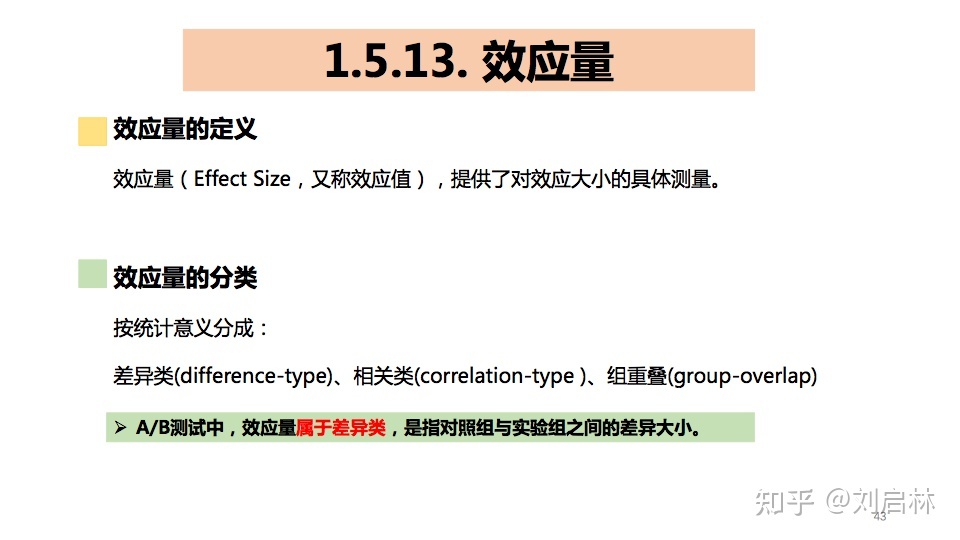 1.5.13. 效应量
效应量的定义
效应量（Effect Size，又称效应值），提供了对效应大小的具体测量。
效应量的分类
按统计意义分成：
差异类(difference-type)、相关类(correlation-type )、组重叠(group-overlap)
➢ A/B测试中，效应量属于差异类，是指对照组与实验组之间的差异大小。
知乎 @刘启林
43